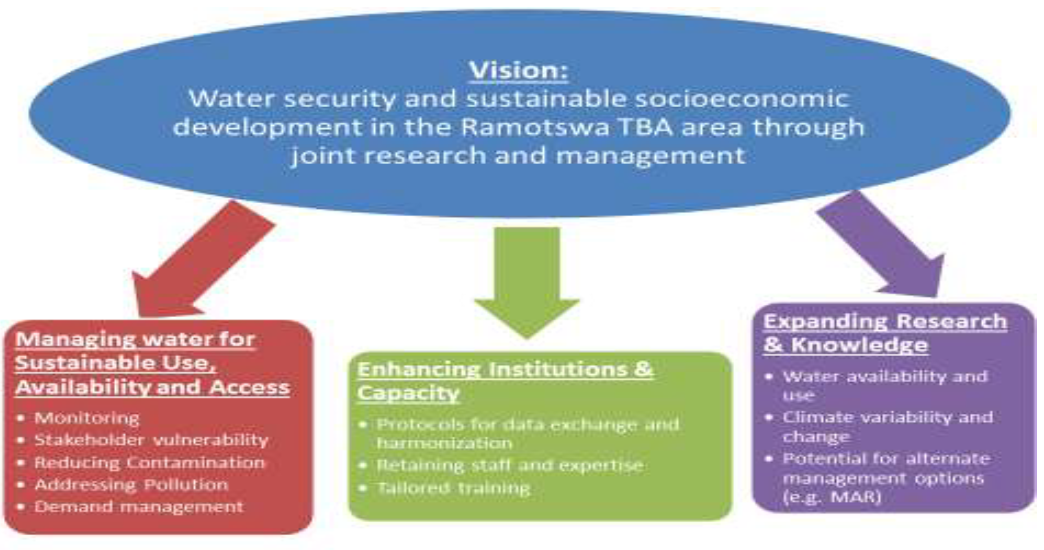 Vision:
Water security and sustainable socioeconomic
development in the Ramotswa TBA area through
joint research and management
Managing water for
Sustainable Use,
Availability and Access
• Monitoring
• Stakeholder vulnerability
• Reducing Contamination
• Addressing Pollution
• Demand management
Enhancing Institutions &
Capacity
• Protocols for data exchange and
harmonization
• Retaining staff and expertise
• Tailored training
Expanding Research
& Knowledge
• Water availability and
use
• Climate variability and
change
• Potential for alternate
management options
(e.g. MAR)